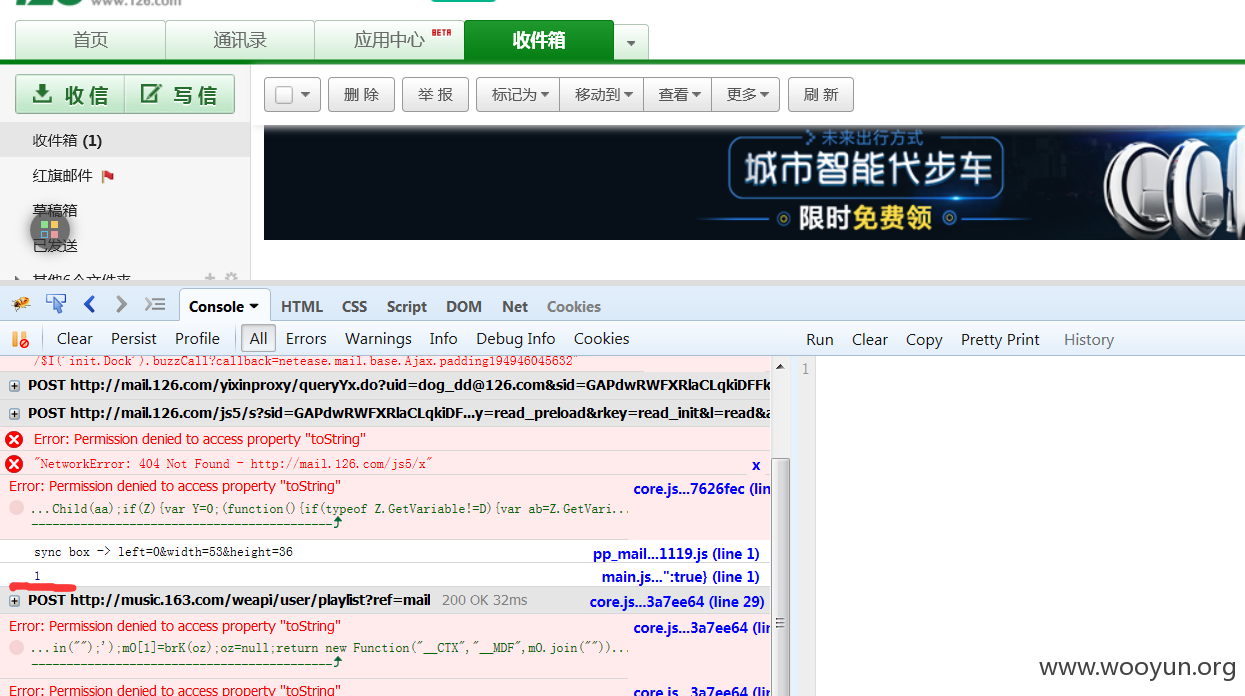 www.126.com
首页 通讯录 应用中心 BETA 收件箱
收信 写信
删 除 举 报 标记为 移动到 查看 更多 刷 新
收件箱 (1)
红旗邮件
草稿箱
已发送
其他6个文件夹
未来出行方式
城市智能代步车
限时免费领
Console HTML CSS Script DOM Net Cookies
Clear Persist Profile All Errors Warnings Info Debug Info Cookies
Run Clear Copy Pretty Print History
/$I('init.Dock').buzzCall?callback=netease.mail.base.Ajax.padding194946045632"
POST http://mail.126.com/yixinproxy/queryYx.do?uid=dog_dd@126.com&sid=GAPdwRWFXRlaCLqkiDFFk
POST http://mail.126.com/js5/s?sid=GAPdwRWFXRlaCLqkiDF...y=read_preload&rkey=read_init&l=read&a
Error: Permission denied to access property "toString"
"NetworkError: 404 Not Found - http://mail.126.com/js5/x" x
Error: Permission denied to access property "toString" core.js...7626fec (lin
...Child(aa);if(Z){var Y=0;(function(){if(typeof Z.GetVariable!=D){var ab=Z.GetVari...
sync box -> left=0&width=53&height=36 pp_mail...1119.js (line 1)
1 main.js...":true} (line 1)
POST http://music.163.com/weapi/user/playlist?ref=mail 200 OK 32ms core.js...3a7ee64 (line 29)
Error: Permission denied to access property "toString" core.js...3a7ee64 (lin
...in("");');mO[1]=brK(oz);oz=null;return new Function("__CTX","__MDF",mO.join(""))...
Error: Permission denied to access property "toString" core.js...3a7ee64 (lin
1
www.wooyun.org